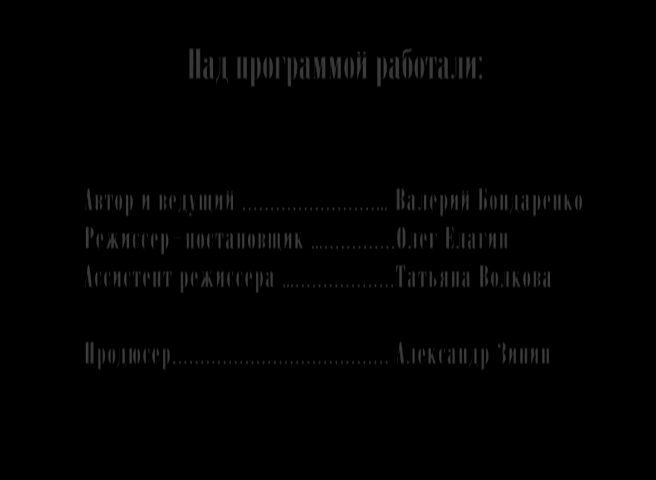 Над программой работали:
Автор и ведущий ........................... Валерий Бондаренко
Режиссер-постановщик ................Олег Елагин
Ассистент режиссера .....................Татьяна Волкова
Продюсер....................................... Александр Зинин